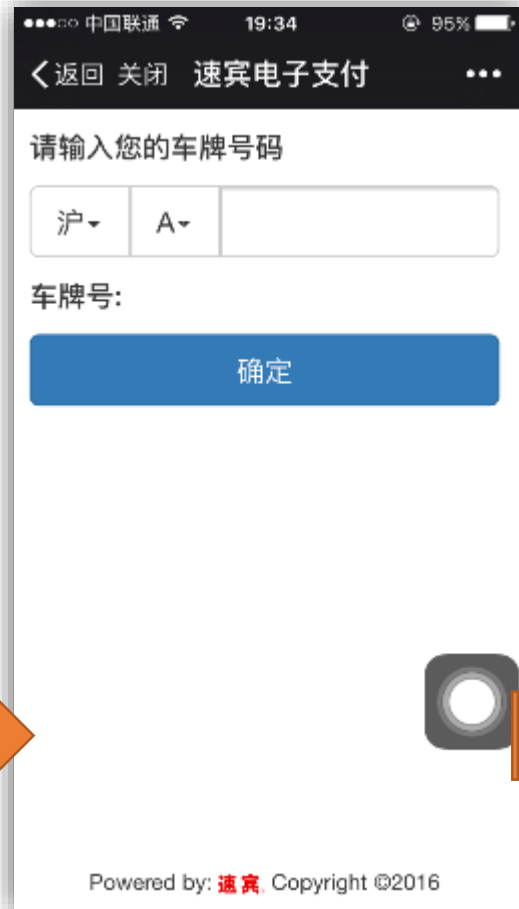 中国联通 19:34 95%
返回 关闭 速宾电子支付
请输入您的车牌号码
沪 A
车牌号:
确定
Powered by: 速宾, Copyright ©2016